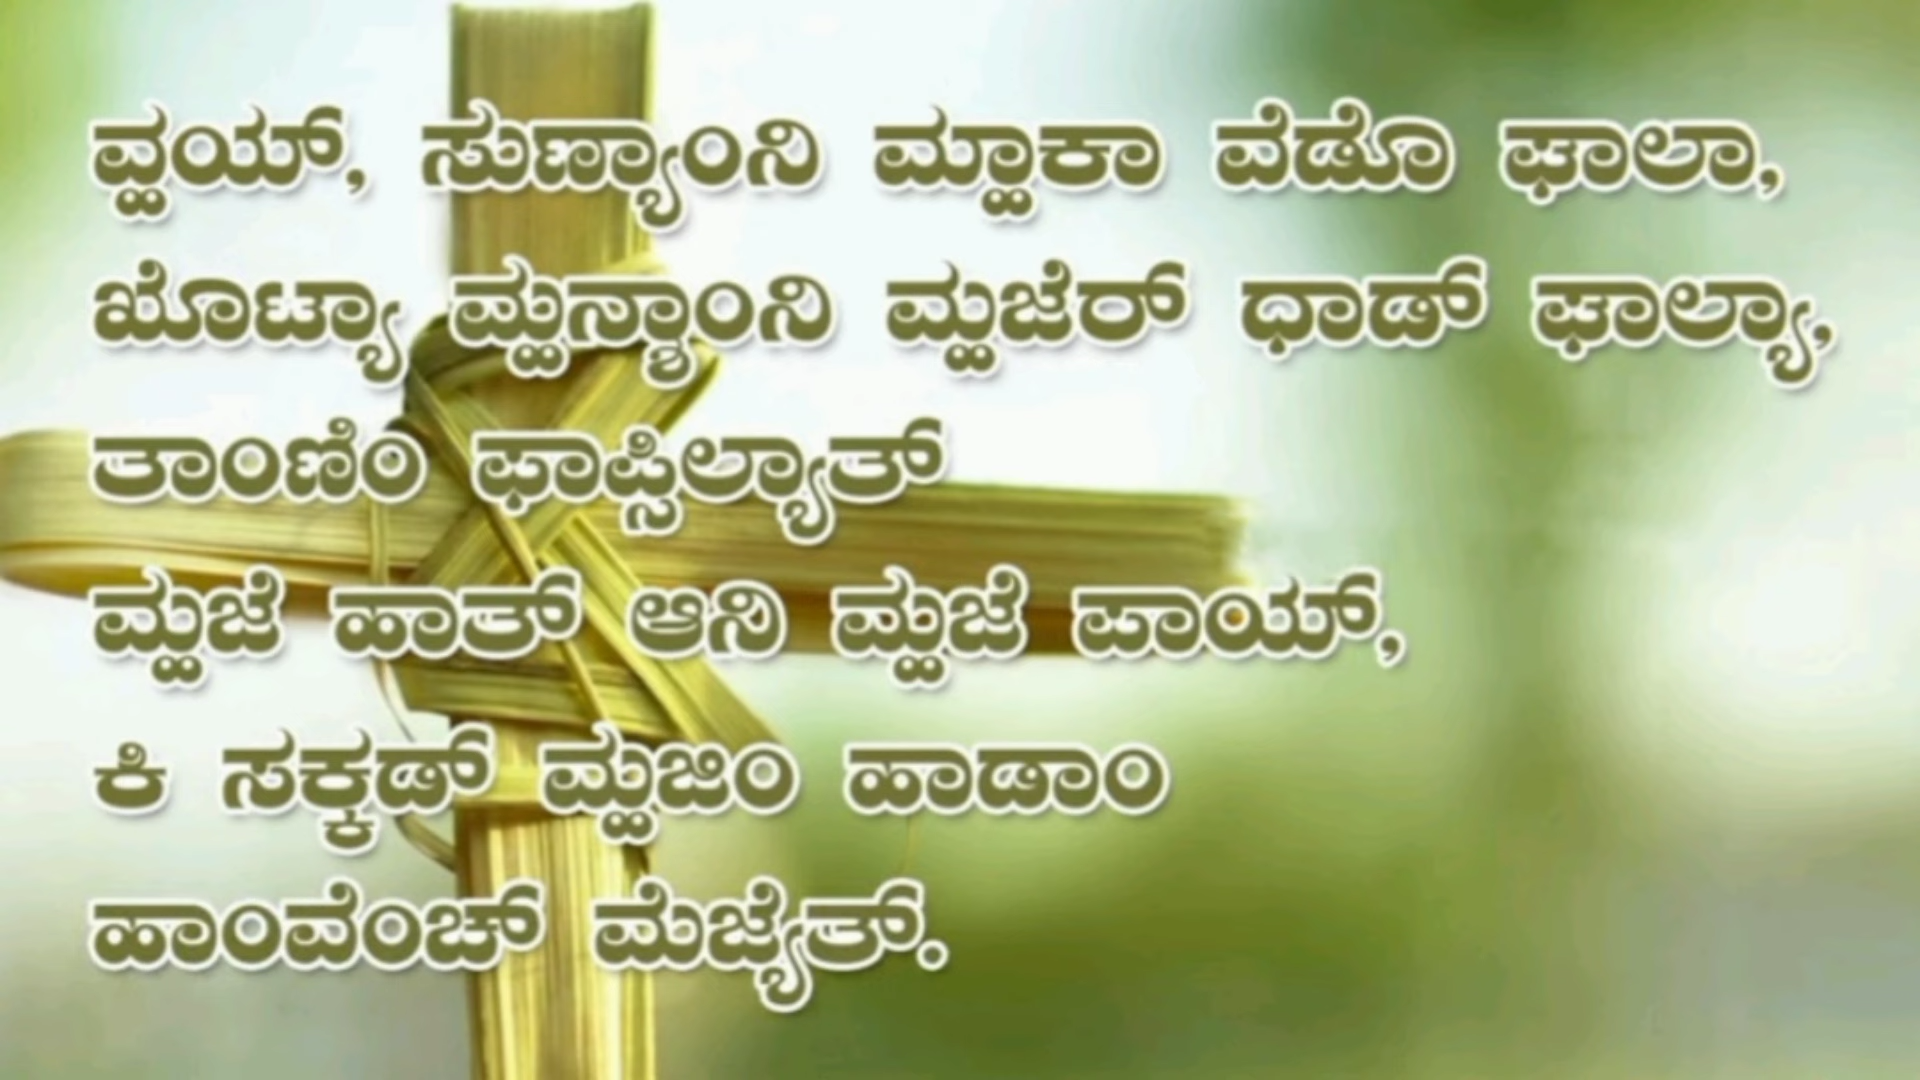 ವ್ಹಯ್, ಸುಣ್ಯಾಂನಿ ಮ್ಹಾಕಾ ವೆಡೊ ಘಾಲಾ,
ಖೊಟ್ಯಾ ಮ್ಹನ್ಶಾಂನಿ ಮ್ಹಜೆರ್ ಧಾಡ್ ಘಾಲ್ಯಾ,
ತಾಂಣಿಂ ಫಾಪ್ಸಿಲ್ಯಾತ್
ಮ್ಹಜೆ ಹಾತ್ ಆನಿ ಮ್ಹಜೆ ಪಾಯ್,
ಕಿ ಸಕ್ಕಡ್ ಮ್ಹಜಿಂ ಹಾಡಾಂ
ಹಾಂವೆಂಚ್ ಮೆಜ್ಯೆತ್.